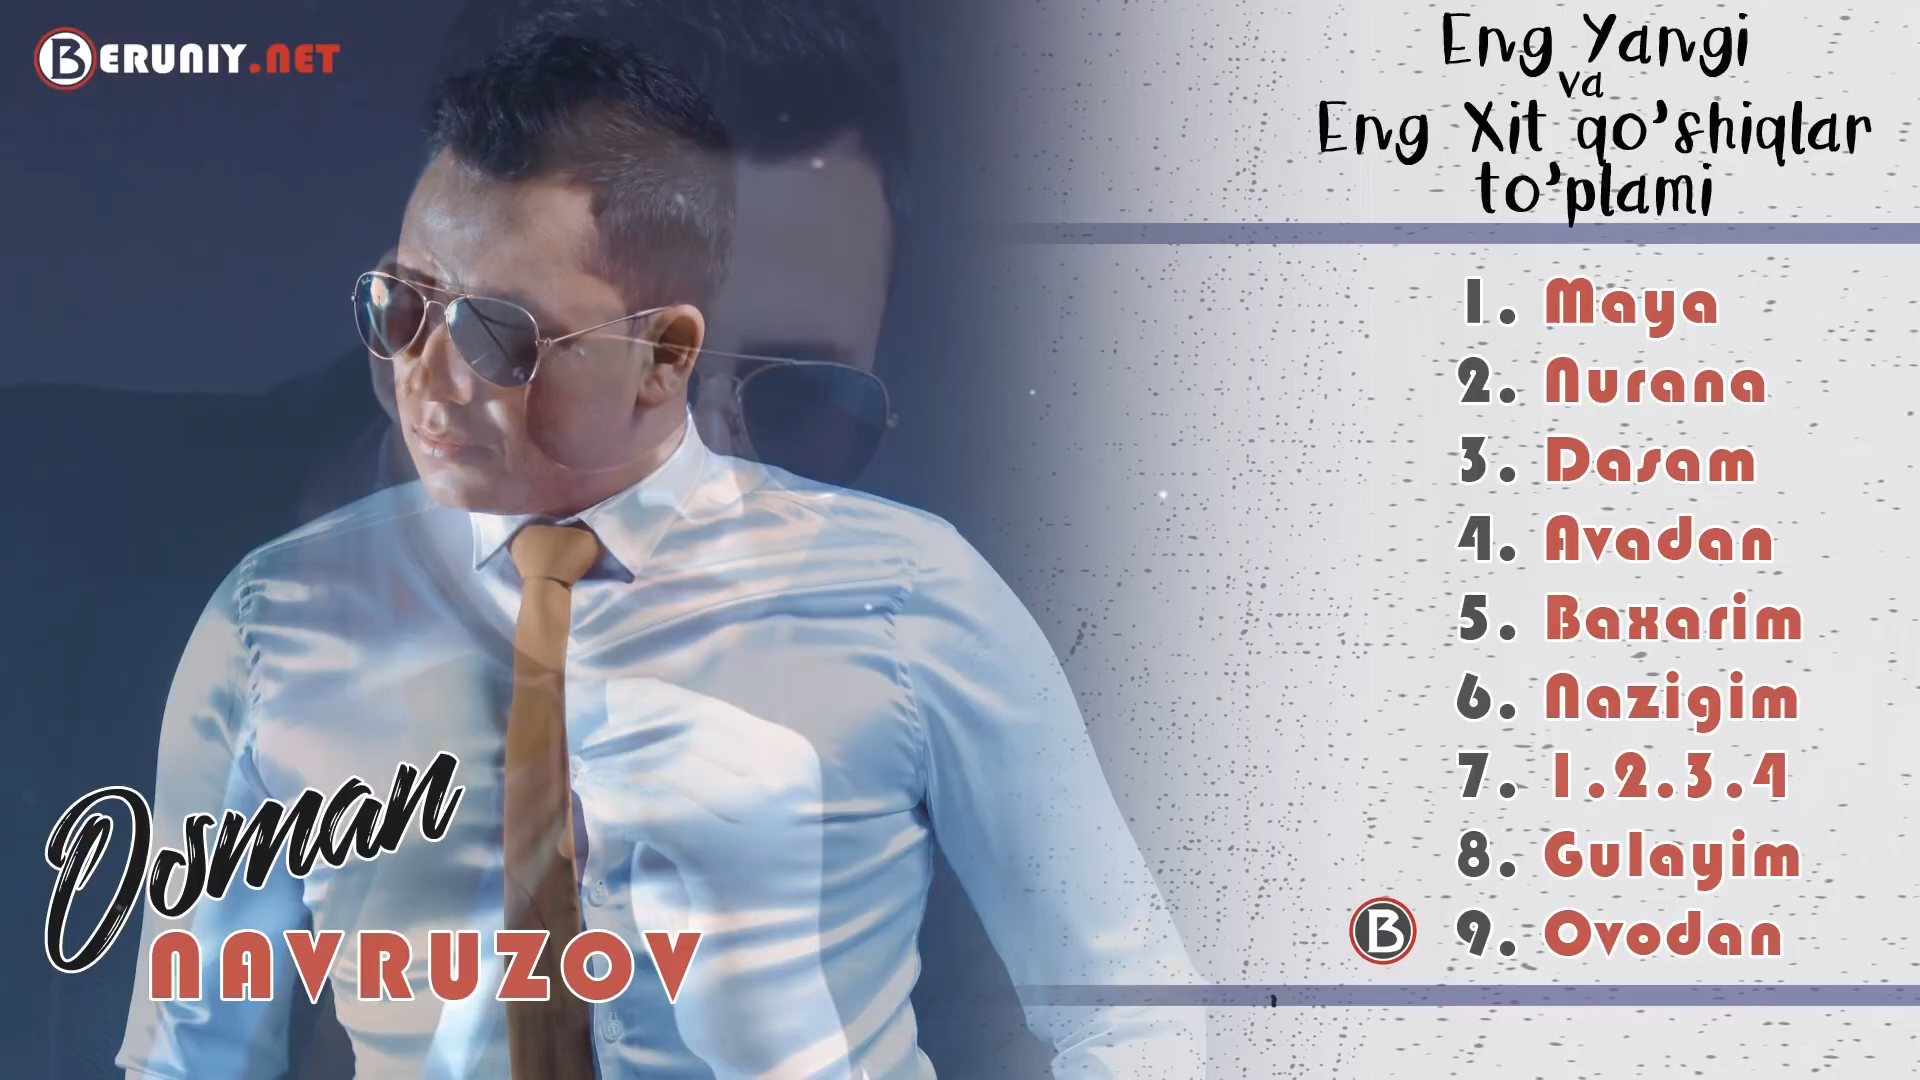 BERUNIY.NET
Eng Yangi
va
Eng Xit qo'shiqlar
to'plami
1. Maya
2. Nurana
3. Dasam
4. Avadan
5. Baxarim
6. Nazigim
7. 1.2.3.4
8. Gulayim
B 9. Ovodan
Osman
NAVRUZOV